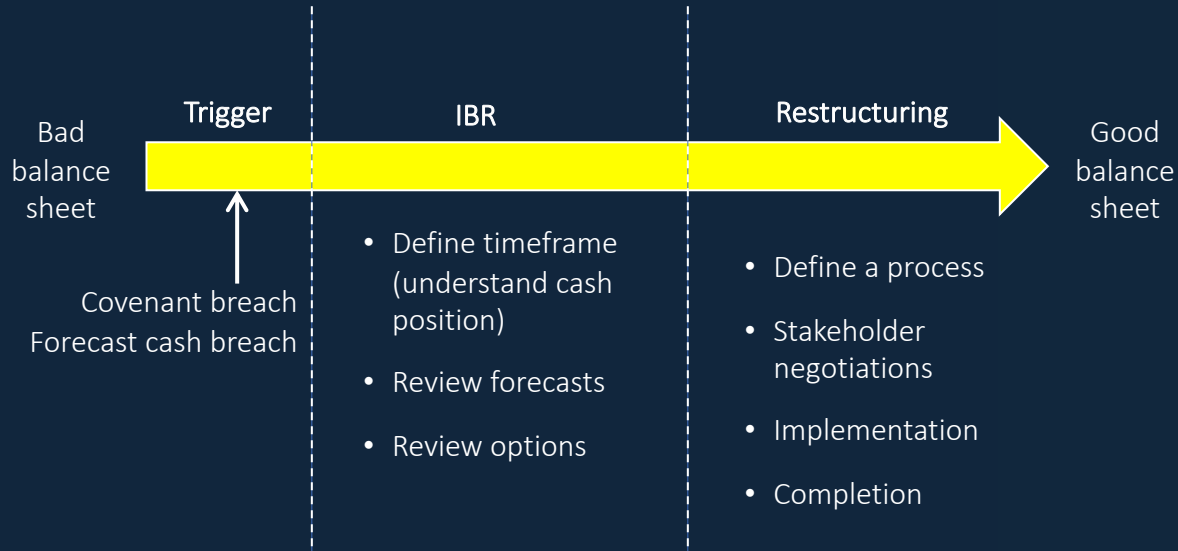 Trigger
IBR
Restructuring
Bad
balance
sheet
Good
balance
sheet
Covenant breach
Forecast cash breach
• Define timeframe
(understand cash
position)
• Review forecasts
• Review options
• Define a process
• Stakeholder
negotiations
• Implementation
• Completion